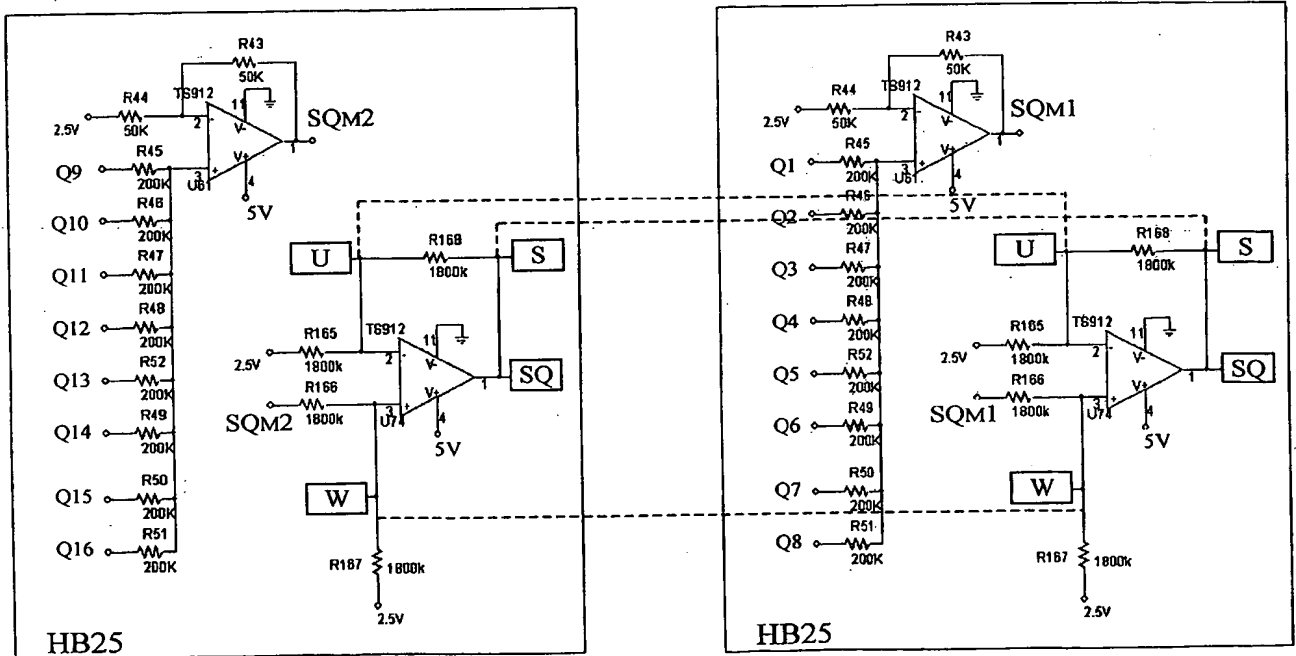 R43
50K
R44
50K
2.5V
TS912
11
V-
2
1
SQM2
R45
200K
Q9
3
U61
V+
4
5V
R46
200K
Q10
R47
200K
Q11
R48
200K
Q12
R52
200K
Q13
R49
200K
Q14
R50
200K
Q15
R51
200K
Q16
U
R168
1800k
S
R165
1800k
2.5V
TS912
11
V-
2
1
SQ
R166
1800k
SQM2
3
U74
V+
4
5V
W
R167
1800k
2.5V
HB25
R43
50K
R44
50K
2.5V
TS912
11
V-
2
1
SQM1
R45
200K
Q1
3
U61
V+
4
5V
R46
200K
Q2
R47
200K
Q3
R48
200K
Q4
R52
200K
Q5
R49
200K
Q6
R50
200K
Q7
R51
200K
Q8
U
R168
1800k
S
R165
1800k
2.5V
TS912
11
V-
2
1
SQ
R166
1800k
SQM1
3
U74
V+
4
5V
W
R167
1800k
2.5V
HB25